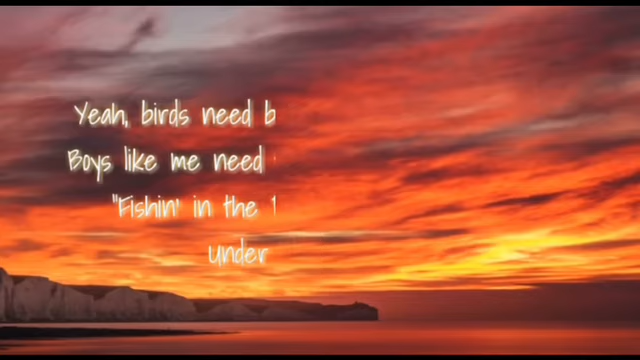 Yeah, birds need
Boys like me need
"Fishin' in the
Under